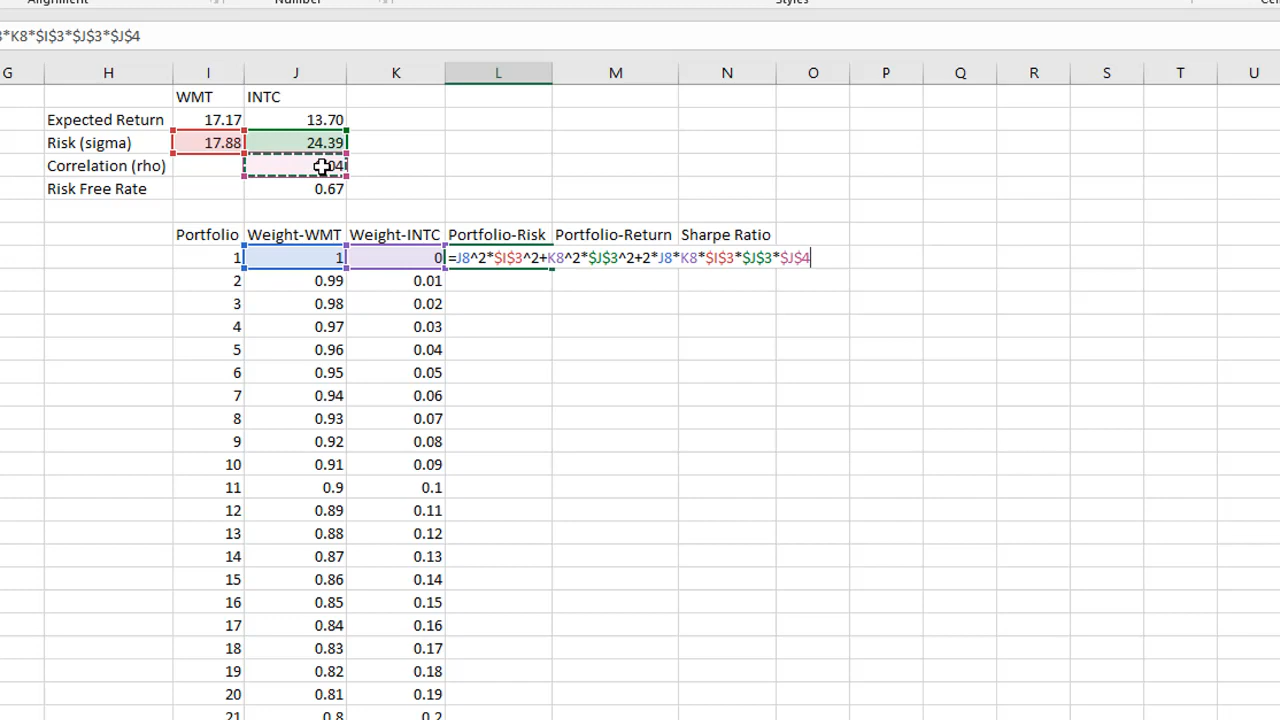 Alignment Number Styles
*K8*$I$3*$J$3*$J$4
G H I J K L M N O P Q R S T U
WMT INTC
Expected Return 17.17 13.70
Risk (sigma) 17.88 24.39
Correlation (rho)
Risk Free Rate 0.67
Portfolio Weight-WMT Weight-INTC Portfolio-Risk Portfolio-Return Sharpe Ratio
1 1 0 =J8^2*$I$3^2+K8^2*$J$3^2+2*J8*K8*$I$3*$J$3*$J$4
2 0.99 0.01
3 0.98 0.02
4 0.97 0.03
5 0.96 0.04
6 0.95 0.05
7 0.94 0.06
8 0.93 0.07
9 0.92 0.08
10 0.91 0.09
11 0.9 0.1
12 0.89 0.11
13 0.88 0.12
14 0.87 0.13
15 0.86 0.14
16 0.85 0.15
17 0.84 0.16
18 0.83 0.17
19 0.82 0.18
20 0.81 0.19
21 0.8 0.2